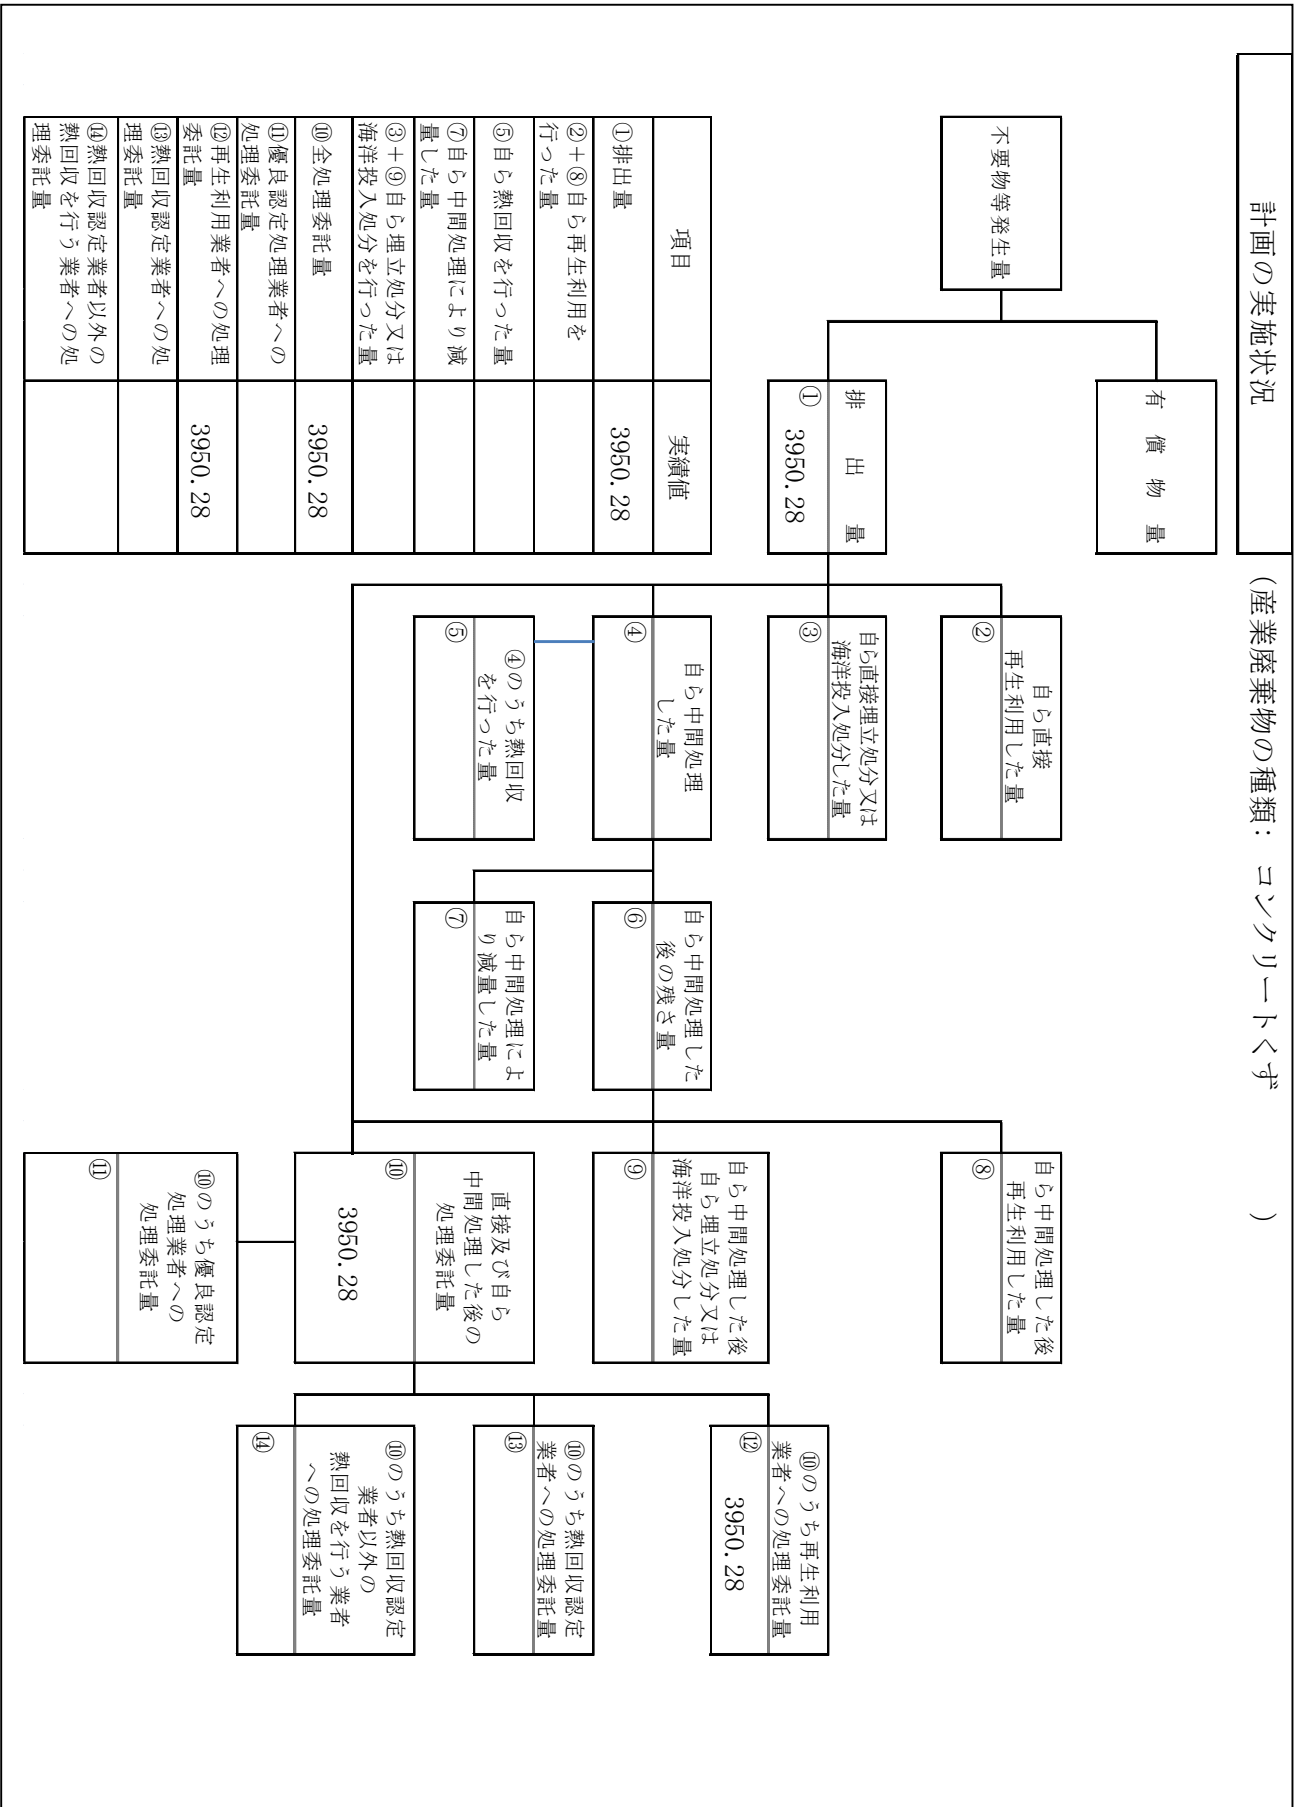 計画の実施状況
(産業廃棄物の種類: コンクリートくず )
不要物等発生量
有 償 物 量
排 出 量
① 3950.28
自ら直接
再生利用した量
②
自ら直接埋立処分又は
海洋投入処分した量
③
自ら中間処理
した量
④
④のうち熱回収
を行った量
⑤
自ら中間処理した
後の残さ量
⑥
自ら中間処理によ
り減量した量
⑦
自ら中間処理した後
再生利用した量
⑧
自ら中間処理した後
自ら埋立処分又は
海洋投入処分した量
⑨
直接及び自ら
中間処理した後の
処理委託量
⑩
3950.28
⑩のうち優良認定
処理業者への
処理委託量
⑪
⑩のうち再生利用
業者への処理委託量
⑫
3950.28
⑩のうち熱回収認定
業者への処理委託量
⑬
⑩のうち熱回収認定
業者以外の
熱回収を行う業者
への処理委託量
⑭
項目 実績値
①排出量 3950.28
②+⑧自ら再生利用を
行った量
⑤自ら熱回収を行った量
⑦自ら中間処理により減
量した量
③+⑨自ら埋立処分又は
海洋投入処分を行った量
⑩全処理委託量 3950.28
⑪優良認定処理業者への
処理委託量
⑫再生利用業者への処理
委託量 3950.28
⑬熱回収認定業者への処
理委託量
⑭熱回収認定業者以外の
熱回収を行う業者への処
理委託量